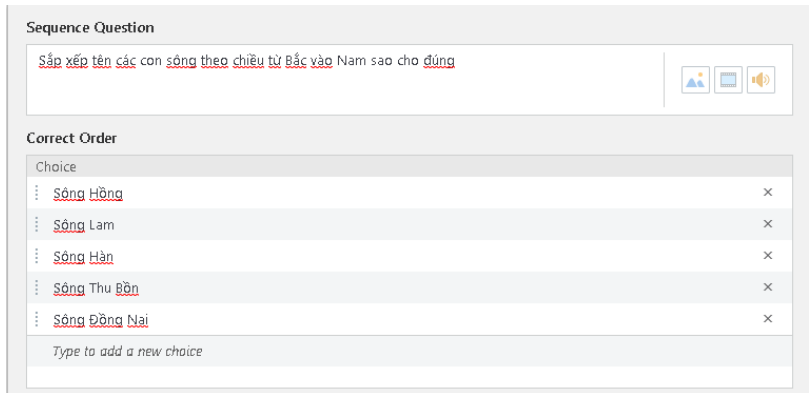 Sequence Question
Sắp xếp tên các con sông theo chiều từ Bắc vào Nam sao cho đúng
Correct Order
Choice
Sông Hồng
Sông Lam
Sông Hàn
Sông Thu Bồn
Sông Đồng Nai
Type to add a new choice